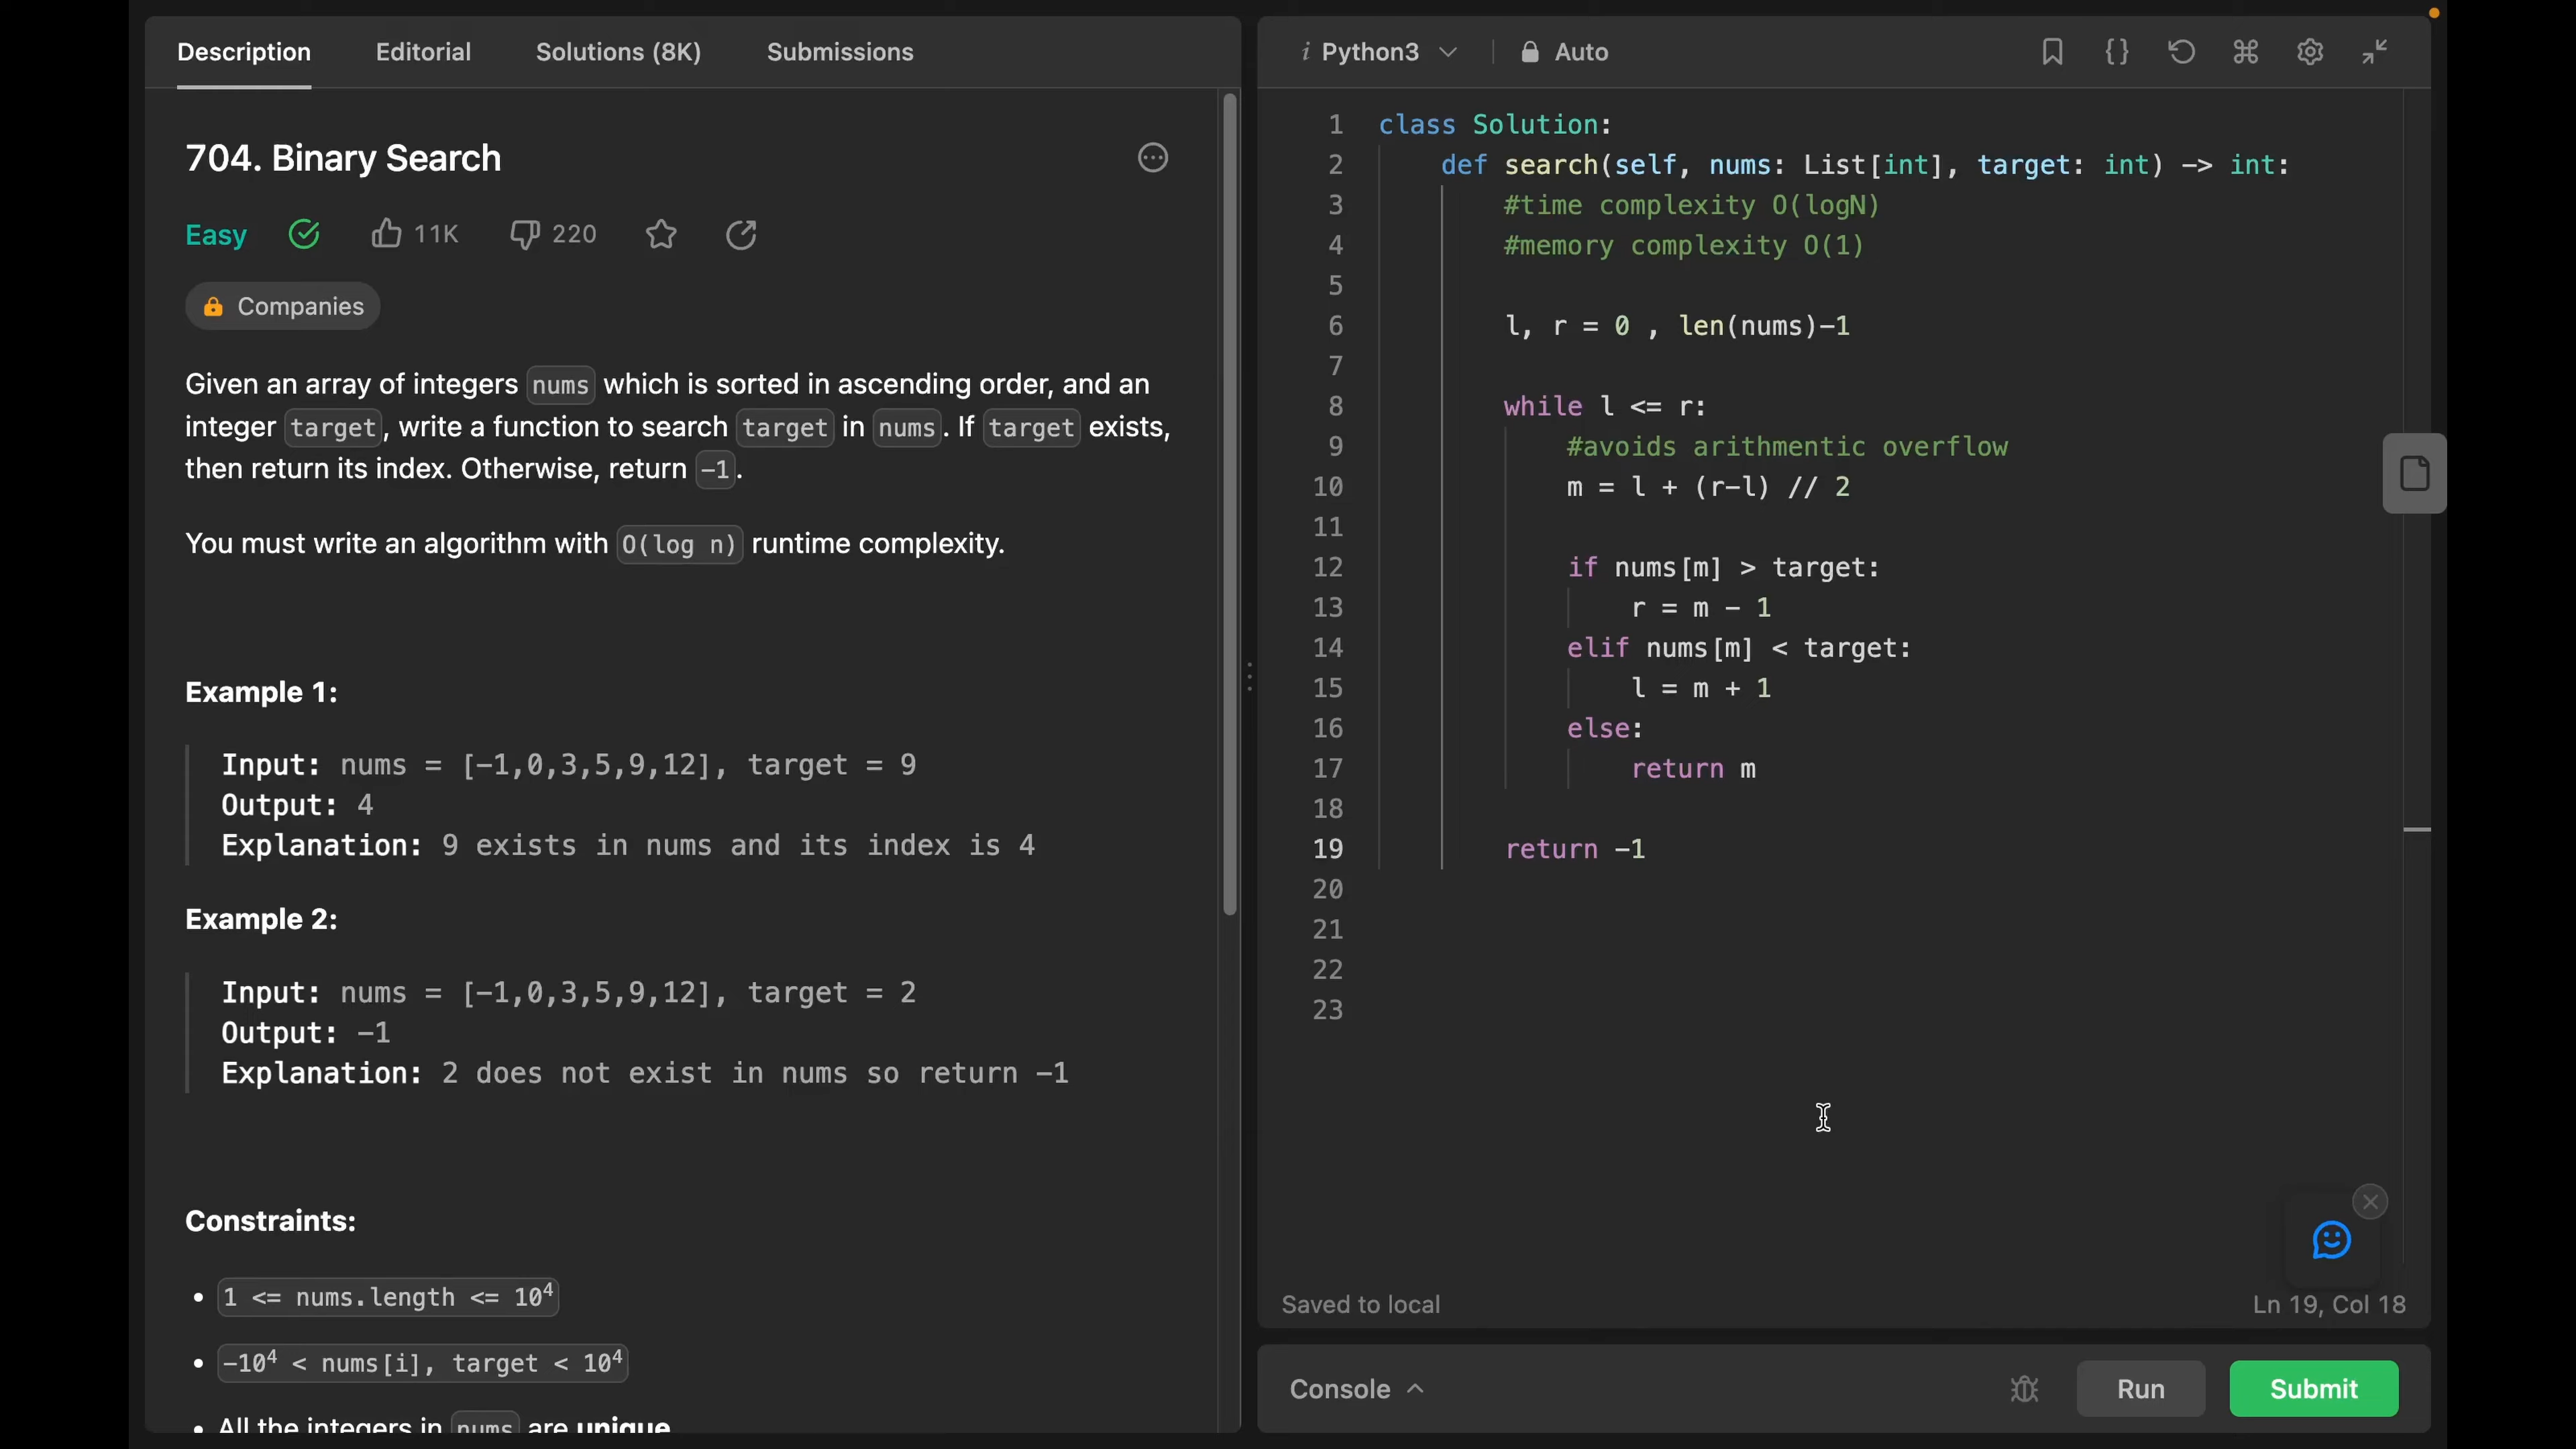 Description Editorial Solutions (8K) Submissions
704. Binary Search
Easy 11K 220
Companies
Given an array of integers nums which is sorted in ascending order, and an
integer target, write a function to search target in nums. If target exists,
then return its index. Otherwise, return -1.
You must write an algorithm with O(log n) runtime complexity.
Example 1:
Input: nums = [-1,0,3,5,9,12], target = 9
Output: 4
Explanation: 9 exists in nums and its index is 4
Example 2:
Input: nums = [-1,0,3,5,9,12], target = 2
Output: -1
Explanation: 2 does not exist in nums so return -1
Constraints:
• 1 <= nums.length <= 10⁴
• -10⁴ < nums[i], target < 10⁴
• All the integers in nums are unique
i Python3 Auto
1 class Solution:
2 def search(self, nums: List[int], target: int) -> int:
3 #time complexity O(logN)
4 #memory complexity O(1)
5
6 l, r = 0 , len(nums)-1
7
8 while l <= r:
9 #avoids arithmentic overflow
10 m = l + (r-l) // 2
11
12 if nums[m] > target:
13 r = m - 1
14 elif nums[m] < target:
15 l = m + 1
16 else:
17 return m
18
19 return -1
20
21
22
23
Saved to local Ln 19, Col 18
Console Run Submit